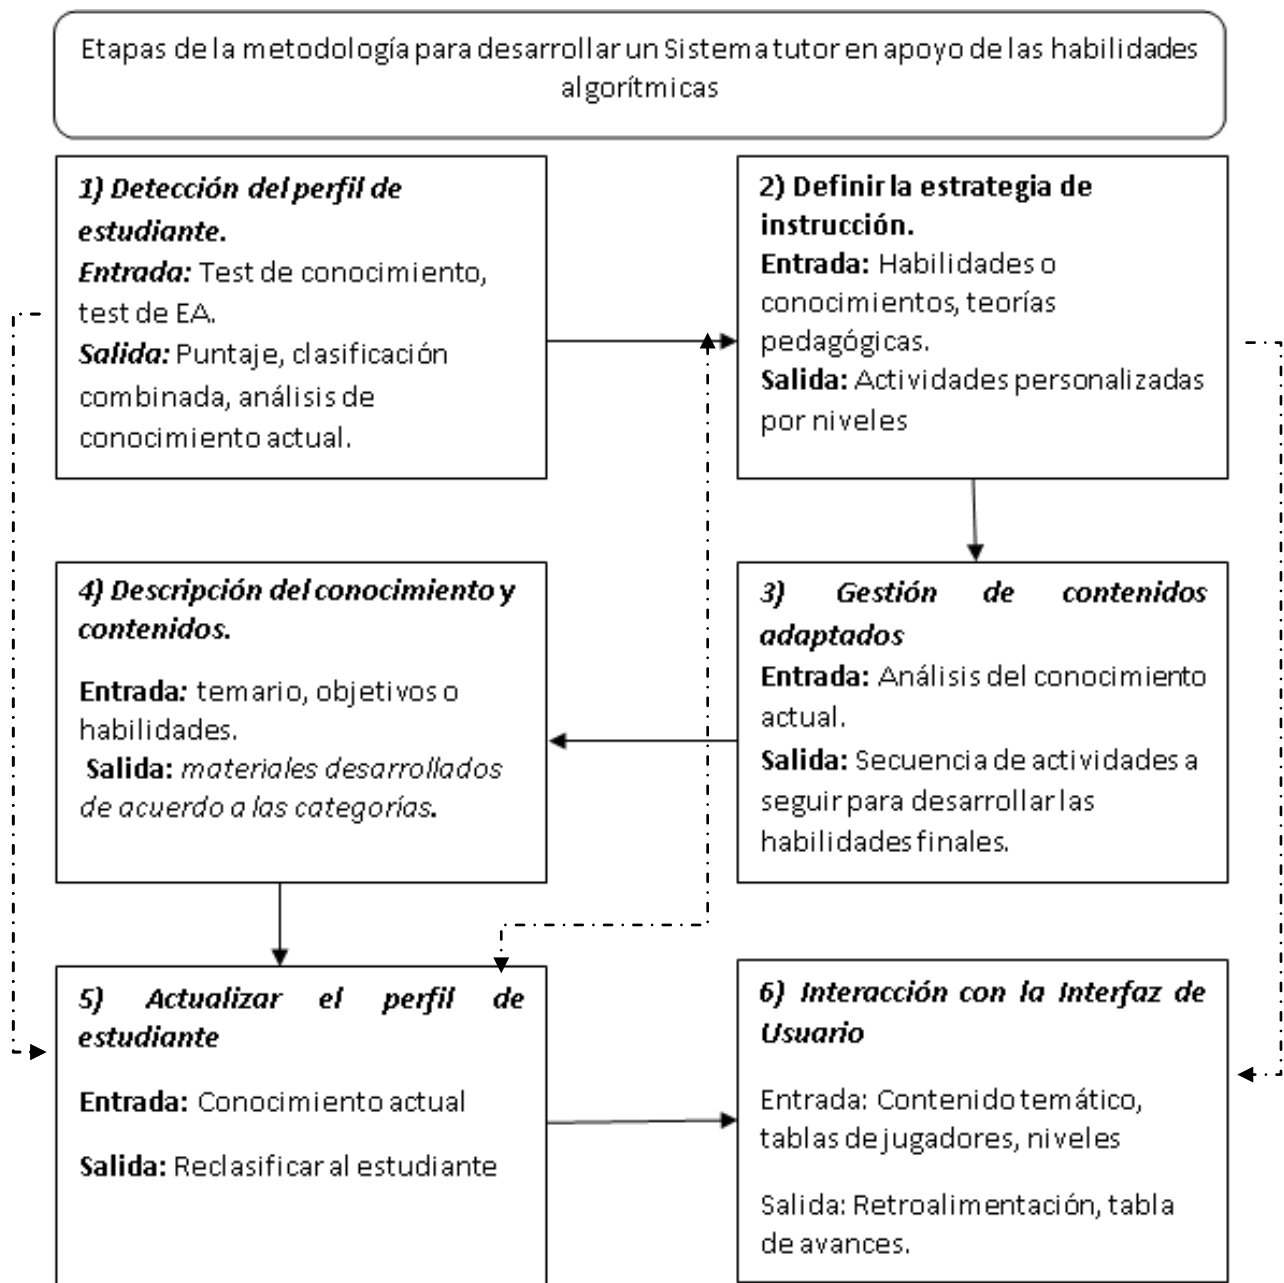 Etapas de la metodología para desarrollar un Sistema tutor en apoyo de las habilidades
algorítmicas
1) Detección del perfil de
estudiante.
Entrada: Test de conocimiento,
test de EA.
Salida: Puntaje, clasificación
combinada, análisis de
conocimiento actual.
2) Definir la estrategia de
instrucción.
Entrada: Habilidades o
conocimientos, teorías
pedagógicas.
Salida: Actividades personalizadas
por niveles
3) Gestión de contenidos
adaptados
Entrada: Análisis del conocimiento
actual.
Salida: Secuencia de actividades a
seguir para desarrollar las
habilidades finales.
4) Descripción del conocimiento y
contenidos.
Entrada: temario, objetivos o
habilidades.
Salida: materiales desarrollados
de acuerdo a las categorías.
5) Actualizar el perfil de
estudiante
Entrada: Conocimiento actual
Salida: Reclasificar al estudiante
6) Interacción con la Interfaz de
Usuario
Entrada: Contenido temático,
tablas de jugadores, niveles
Salida: Retroalimentación, tabla
de avances.